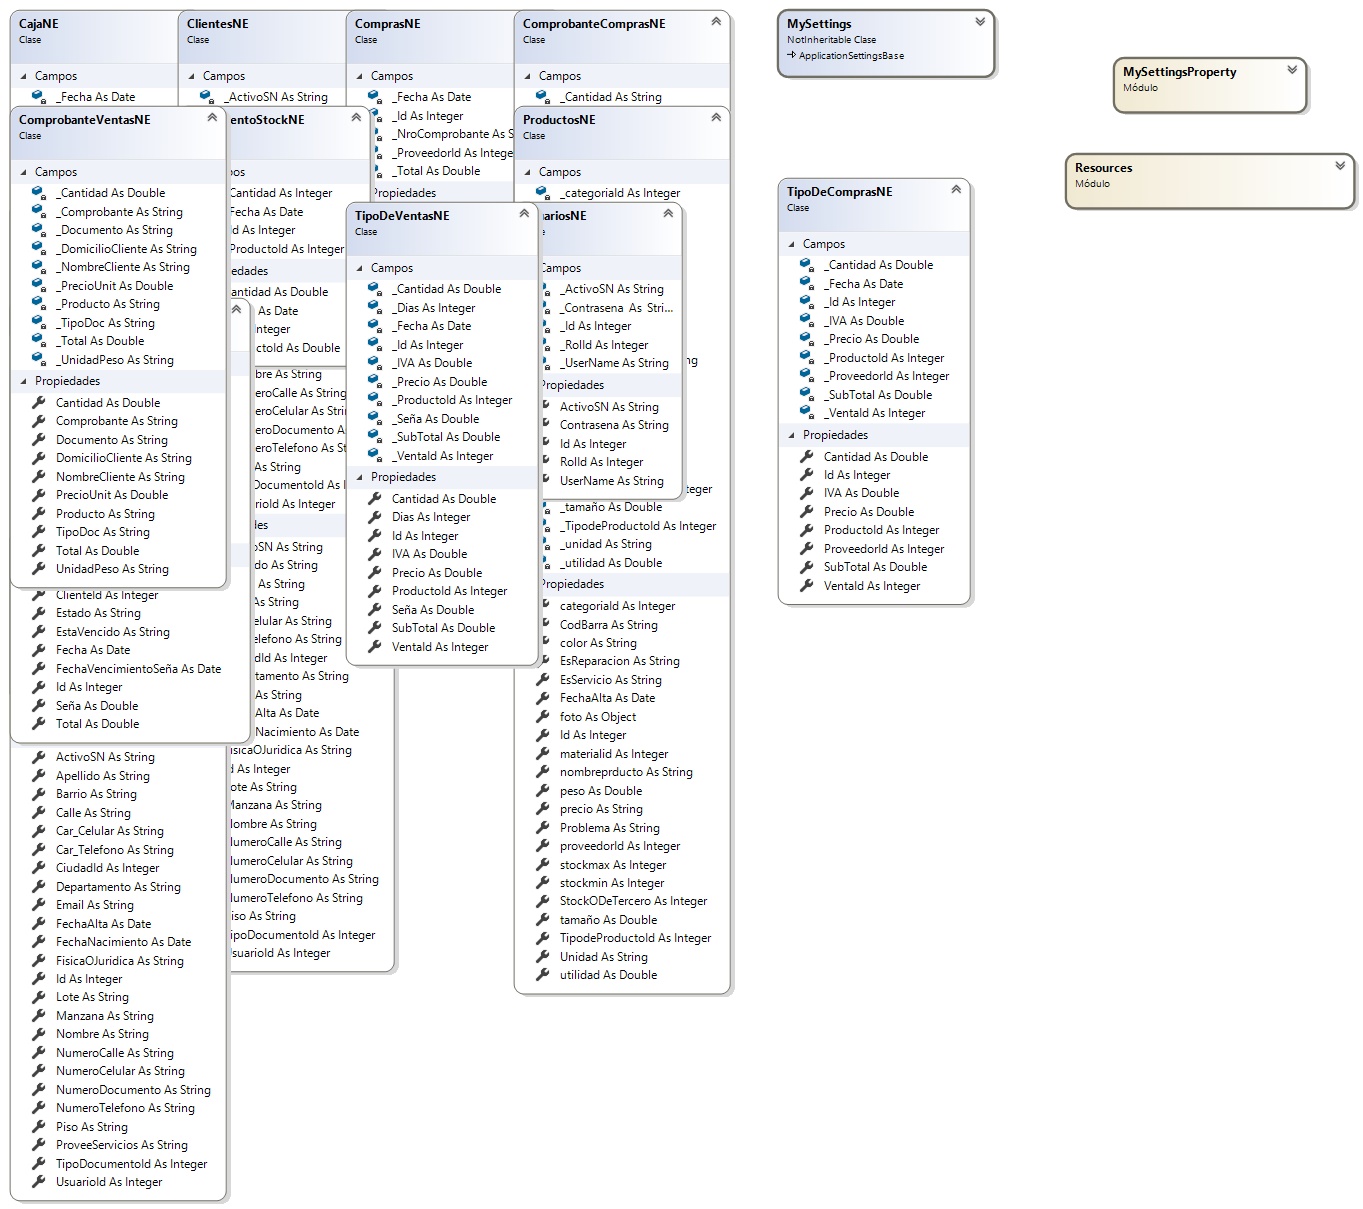 CajaNE
Clase
Campos
_Fecha As Date
ClientesNE
Clase
Campos
_ActivoSN As String
ComprasNE
Clase
Campos
_Fecha As Date
_Id As Integer
_NroComprobante As S
_ProveedorId As Intege
_Total As Double
Propiedades
ComprobanteComprasNE
Clase
Campos
_Cantidad As String
MySettings
NotInheritable Clase
ApplicationSettingsBase
MySettingsProperty
Módulo
Resources
Módulo
ComprobanteVentasNE
Clase
Campos
_Cantidad As Double
_Comprobante As String
_Documento As String
_DomicilioCliente As String
_NombreCliente As String
_PrecioUnit As Double
_Producto As String
_TipoDoc As String
_Total As Double
_UnidadPeso As String
Propiedades
Cantidad As Double
Comprobante As String
Documento As String
DomicilioCliente As String
NombreCliente As String
PrecioUnit As Double
Producto As String
TipoDoc As String
Total As Double
UnidadPeso As String
ClienteId As Integer
Estado As String
EstaVencido As String
Fecha As Date
FechaVencimientoSeña As Date
Id As Integer
Seña As Double
Total As Double
ActivoSN As String
Apellido As String
Barrio As String
Calle As String
Car_Celular As String
Car_Telefono As String
CiudadId As Integer
Departamento As String
Email As String
FechaAlta As Date
FechaNacimiento As Date
FisicaOJuridica As String
Id As Integer
Lote As String
Manzana As String
Nombre As String
NumeroCalle As String
NumeroCelular As String
NumeroDocumento As String
NumeroTelefono As String
Piso As String
ProveeServicios As String
TipoDocumentoId As Integer
UsuarioId As Integer
entoStockNE
pos
Cantidad As Integer
Fecha As Date
Id As Integer
ProductoId As Integer
iedades
antidad As Double
a As Date
nteger
ctoId As Double
bre As String
eroCalle As String
eroCelular As Stri
eroDocumento A
eroTelefono As St
As String
DocumentoId As I
rioId As Integer
des
oSN As String
do As String
As String
As String
elular As String
elefono As String
dId As Integer
tamento As String
As String
Alta As Date
Nacimiento As Date
isicaOJuridica As String
d As Integer
ote As String
Manzana As String
Nombre As String
NumeroCalle As String
NumeroCelular As String
NumeroDocumento As String
NumeroTelefono As String
iso As String
ipoDocumentoId As Integer
UsuarioId As Integer
TipoDeVentasNE
Clase
Campos
_Cantidad As Double
_Dias As Integer
_Fecha As Date
_Id As Integer
_IVA As Double
_Precio As Double
_ProductoId As Integer
_Seña As Double
_SubTotal As Double
_VentaId As Integer
Propiedades
Cantidad As Double
Dias As Integer
Id As Integer
IVA As Double
Precio As Double
ProductoId As Integer
Seña As Double
SubTotal As Double
VentaId As Integer
ProductosNE
Clase
Campos
_categoriaId As Integer
ariosNE
Campos
_ActivoSN As String
_Contrasena As Stri...
_Id As Integer
_RolId As Integer
_UserName As String
Propiedades
ActivoSN As String
Contrasena As String
Id As Integer
RolId As Integer
UserName As String
ng
teger
_tamaño As Double
_TipodeProductoId As Integer
_unidad As String
_utilidad As Double
Propiedades
categoriaId As Integer
CodBarra As String
color As String
EsReparacion As String
EsServicio As String
FechaAlta As Date
foto As Object
Id As Integer
materialid As Integer
nombreprducto As String
peso As Double
precio As String
Problema As String
proveedorId As Integer
stockmax As Integer
stockmin As Integer
StockODeTercero As Integer
tamaño As Double
TipodeProductoId As Integer
Unidad As String
utilidad As Double
TipoDeComprasNE
Clase
Campos
_Cantidad As Double
_Fecha As Date
_Id As Integer
_IVA As Double
_Precio As Double
_ProductoId As Integer
_ProveedorId As Integer
_SubTotal As Double
_VentaId As Integer
Propiedades
Cantidad As Double
Id As Integer
IVA As Double
Precio As Double
ProductoId As Integer
ProveedorId As Integer
SubTotal As Double
VentaId As Integer